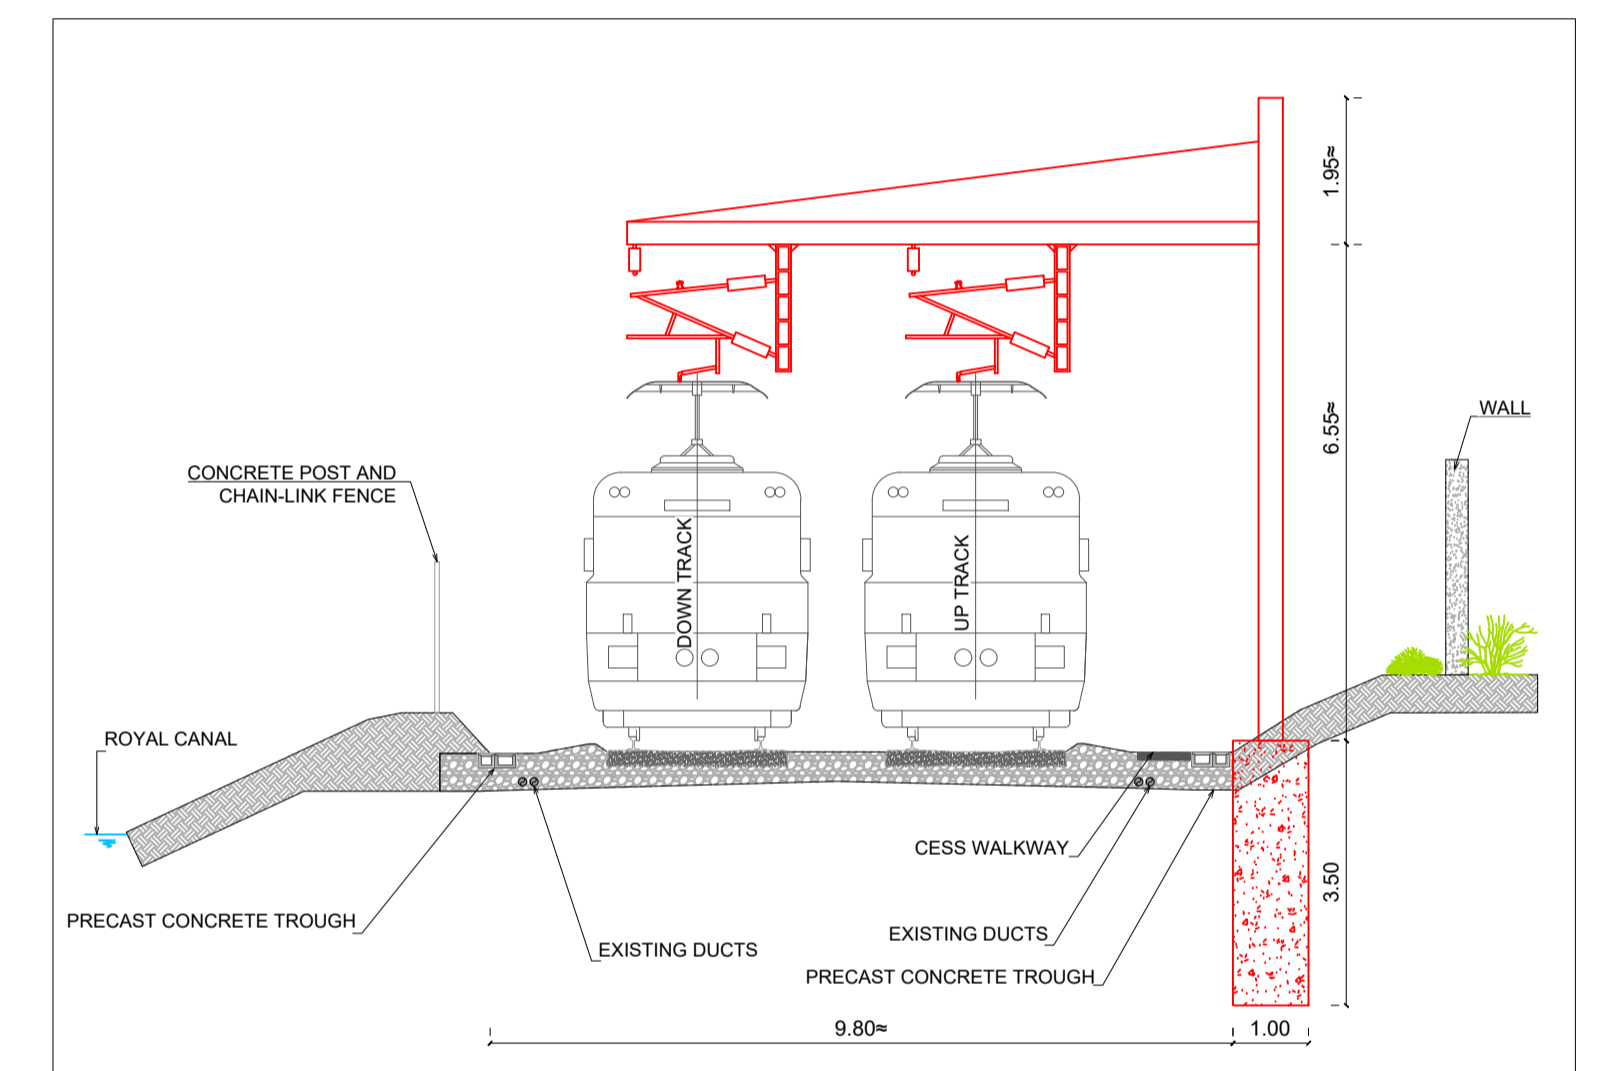 1.95≈
6.55≈
WALL
CONCRETE POST AND
CHAIN-LINK FENCE
DOWN TRACK
UP TRACK
ROYAL CANAL
CESS WALKWAY
3.50
PRECAST CONCRETE TROUGH
EXISTING DUCTS
EXISTING DUCTS
PRECAST CONCRETE TROUGH
9.80≈
1.00